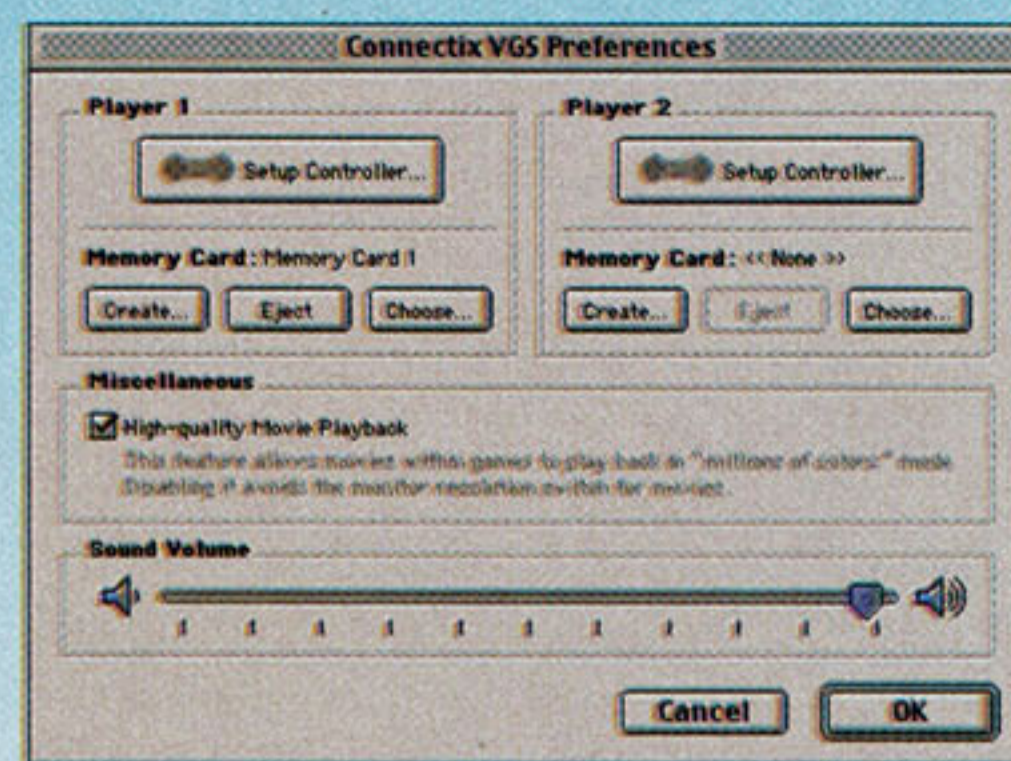 Connectix VGS Preferences
Player 1
Setup Controller...
Memory Card: Memory Card 1
Create... Eject Choose...
Player 2
Setup Controller...
Memory Card: << None >>
Create... Eject Choose...
Miscellaneous
High-quality Movie Playback
This feature allows movies within games to play back in "millions of colors" mode.
Disabling it avoids the monitor resolution switch for movies.
Sound Volume
Cancel OK